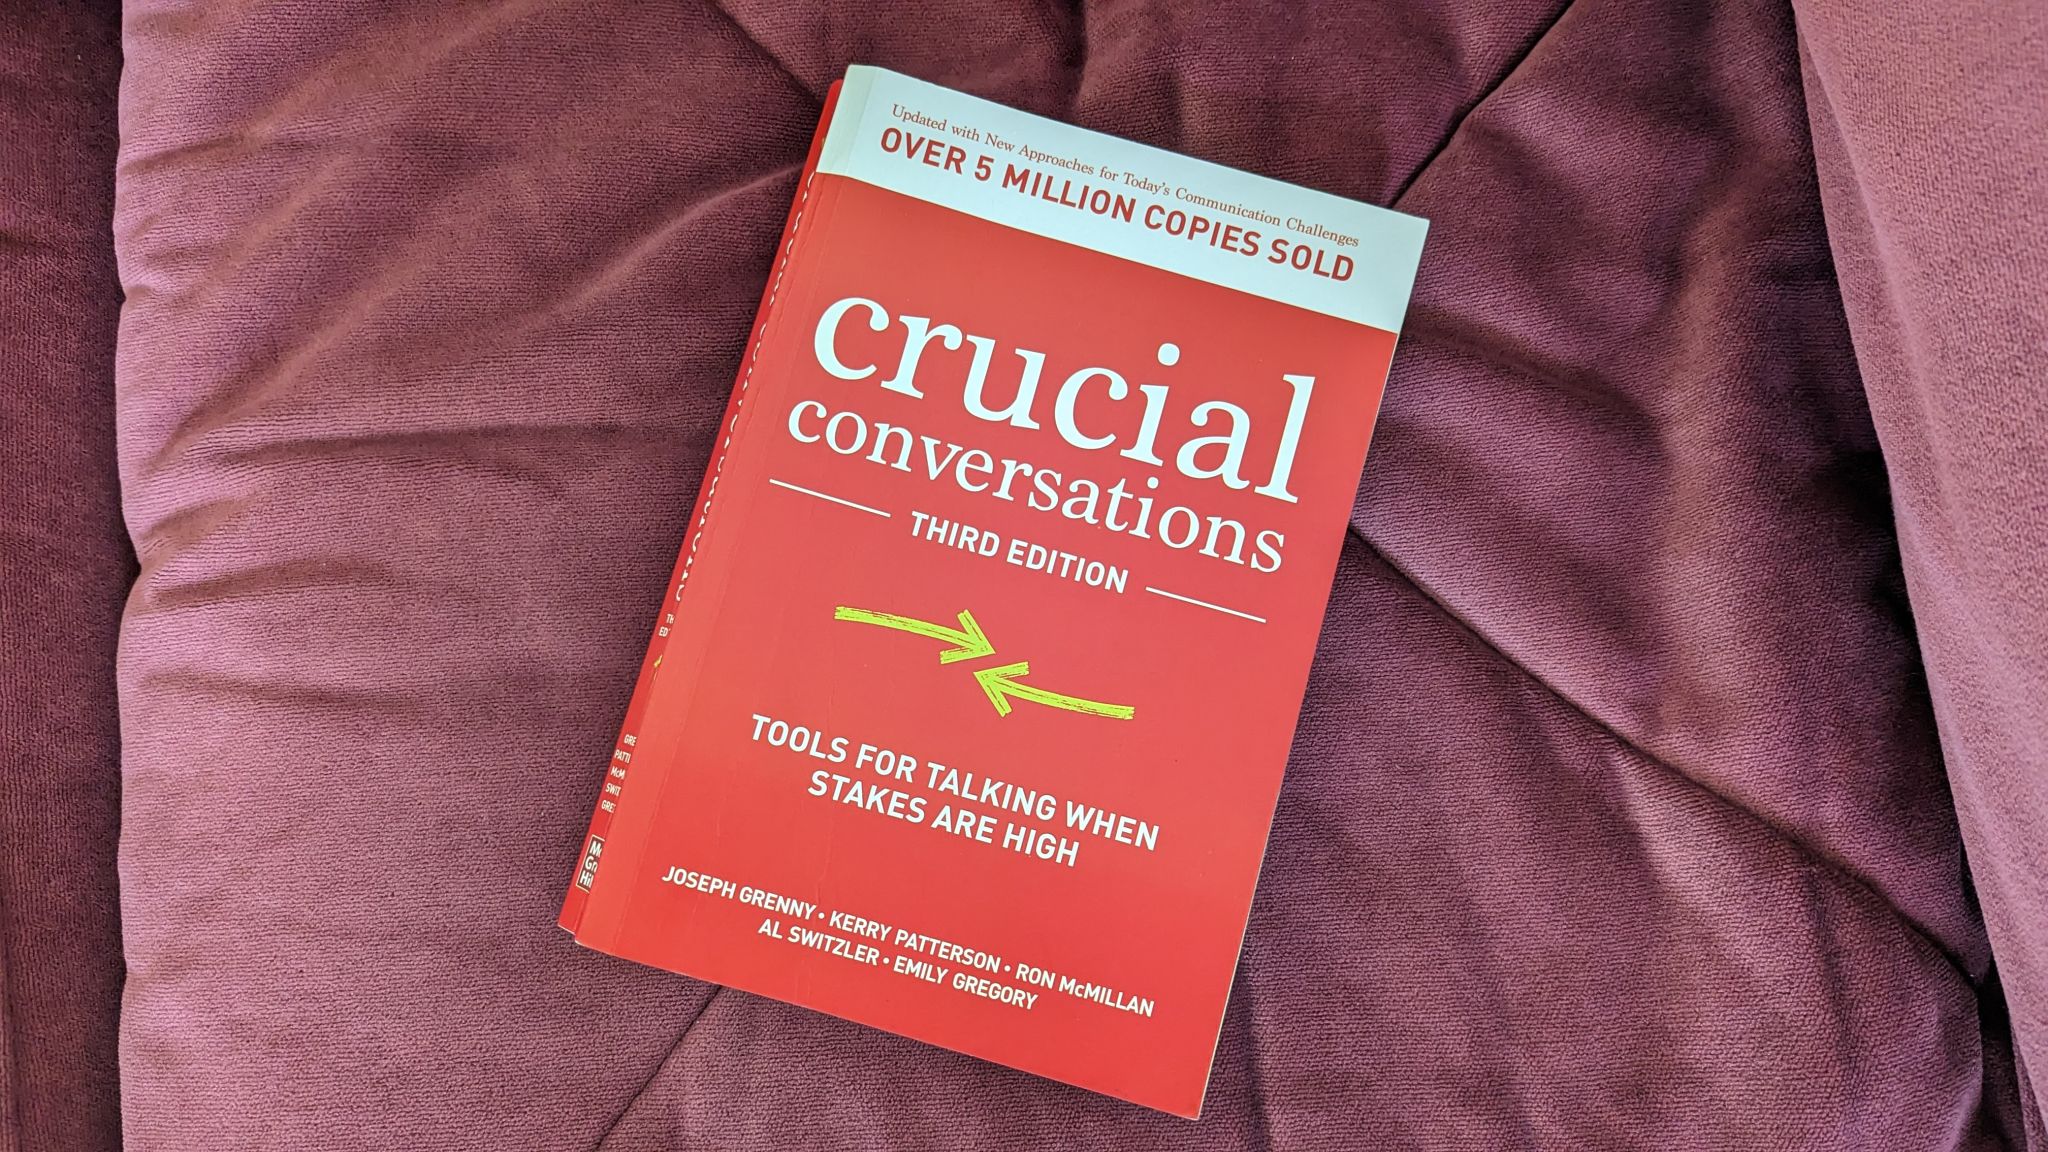 Updated with New Approaches for Today's Communication Challenges
OVER 5 MILLION COPIES SOLD
crucial
conversations
THIRD EDITION
TOOLS FOR TALKING WHEN
STAKES ARE HIGH
JOSEPH GRENNY • KERRY PATTERSON • RON McMILLAN
AL SWITZLER • EMILY GREGORY